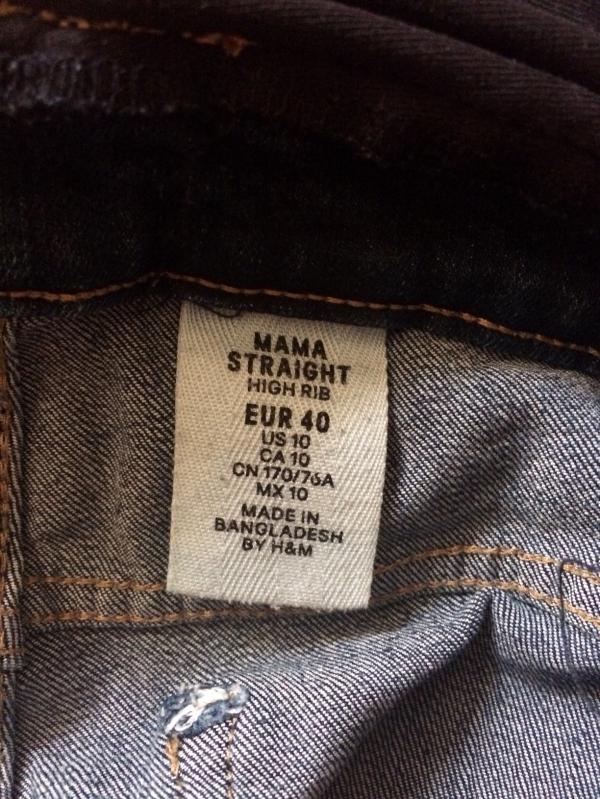 MAMA
STRAIGHT
HIGH RIB
EUR 40
US 10
CA 10
CN 170/76A
MX 10
MADE IN
BANGLADESH
BY H&M